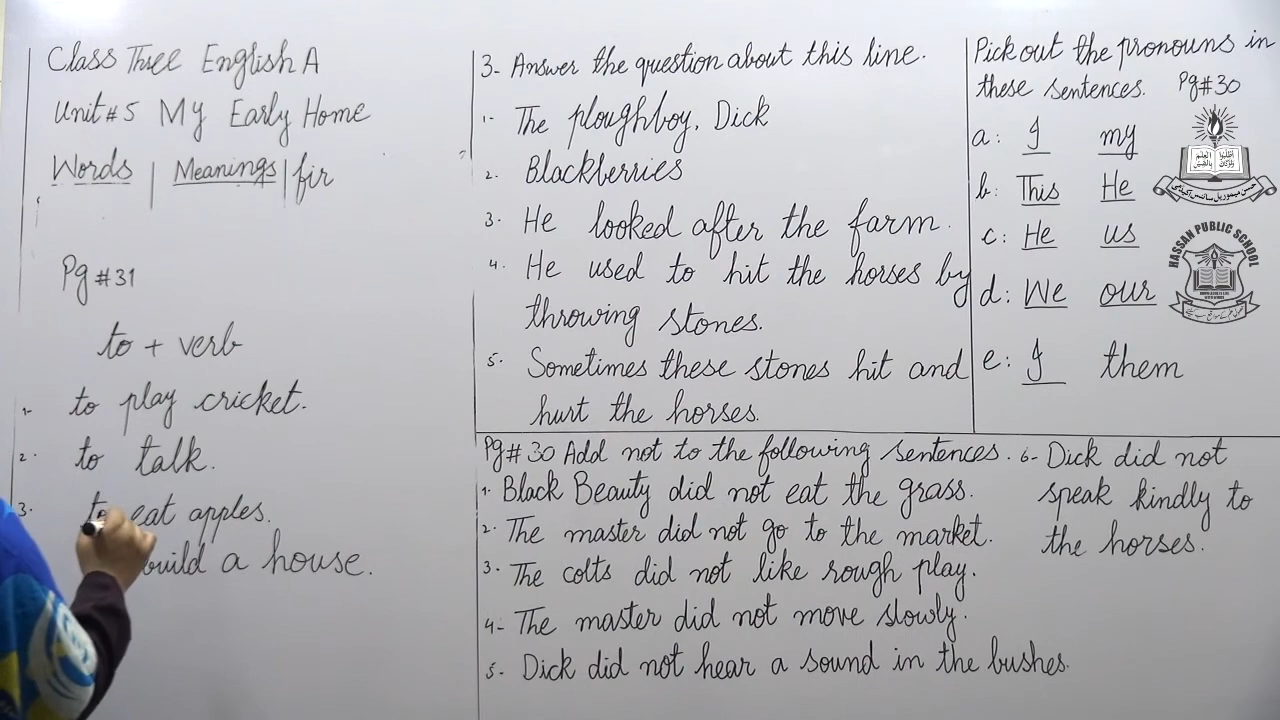 Class Three English A
Unit # 5 My Early Home
Words | Meanings | fir
Pg # 31
to + verb
1- to play cricket.
2- to talk.
3- to eat apples.
build a house.
3- Answer the question about this line.
1- The ploughboy, Dick
2. Blackberries
3. He looked after the farm.
4. He used to hit the horses by
throwing stones.
5. Sometimes these stones hit and
hurt the horses.
Pick out the pronouns in
these sentences. Pg # 30
a: I my
b: This He
c: He us
d: We our
e: I them
Pg # 30 Add not to the following sentences.
1. Black Beauty did not eat the grass.
2. The master did not go to the market.
3. The colts did not like rough play.
4- The master did not move slowly.
5- Dick did not hear a sound in the bushes.
6- Dick did not
speak kindly to
the horses.
HASSAN PUBLIC SCHOOL